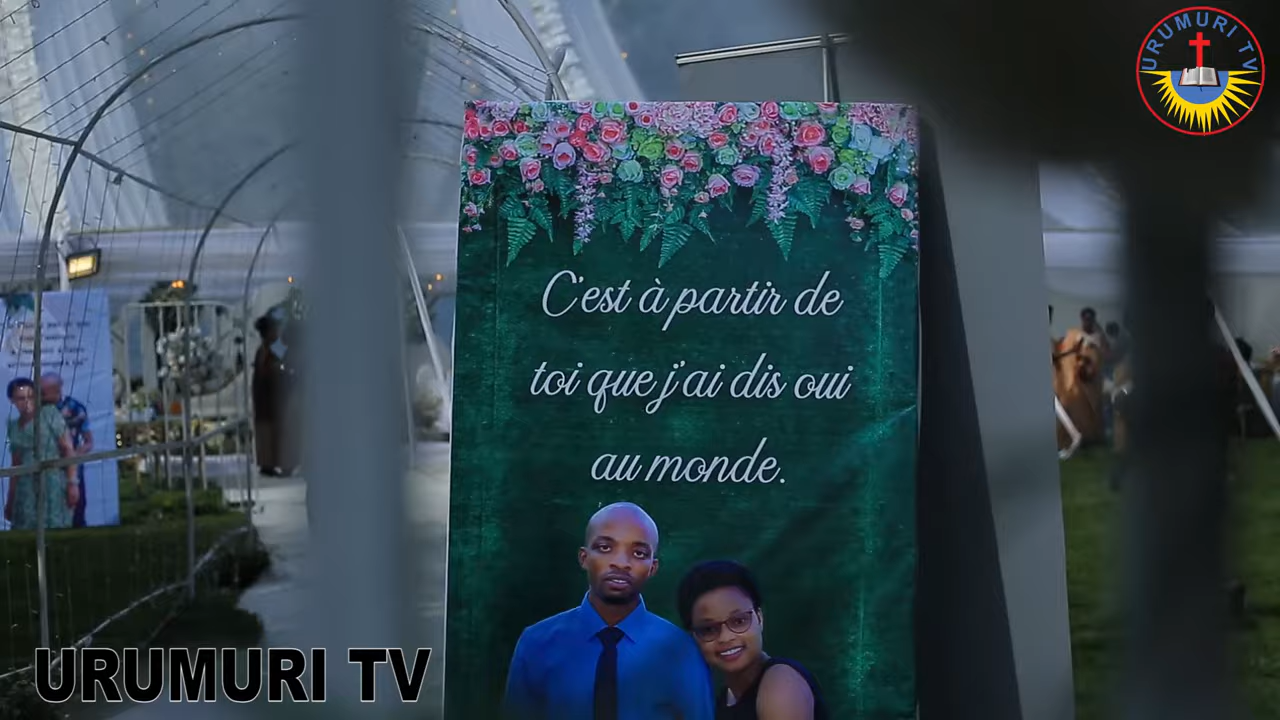 URUMURI TV
C'est à partir de
toi que j'ai dis oui
au monde.
URUMURI TV